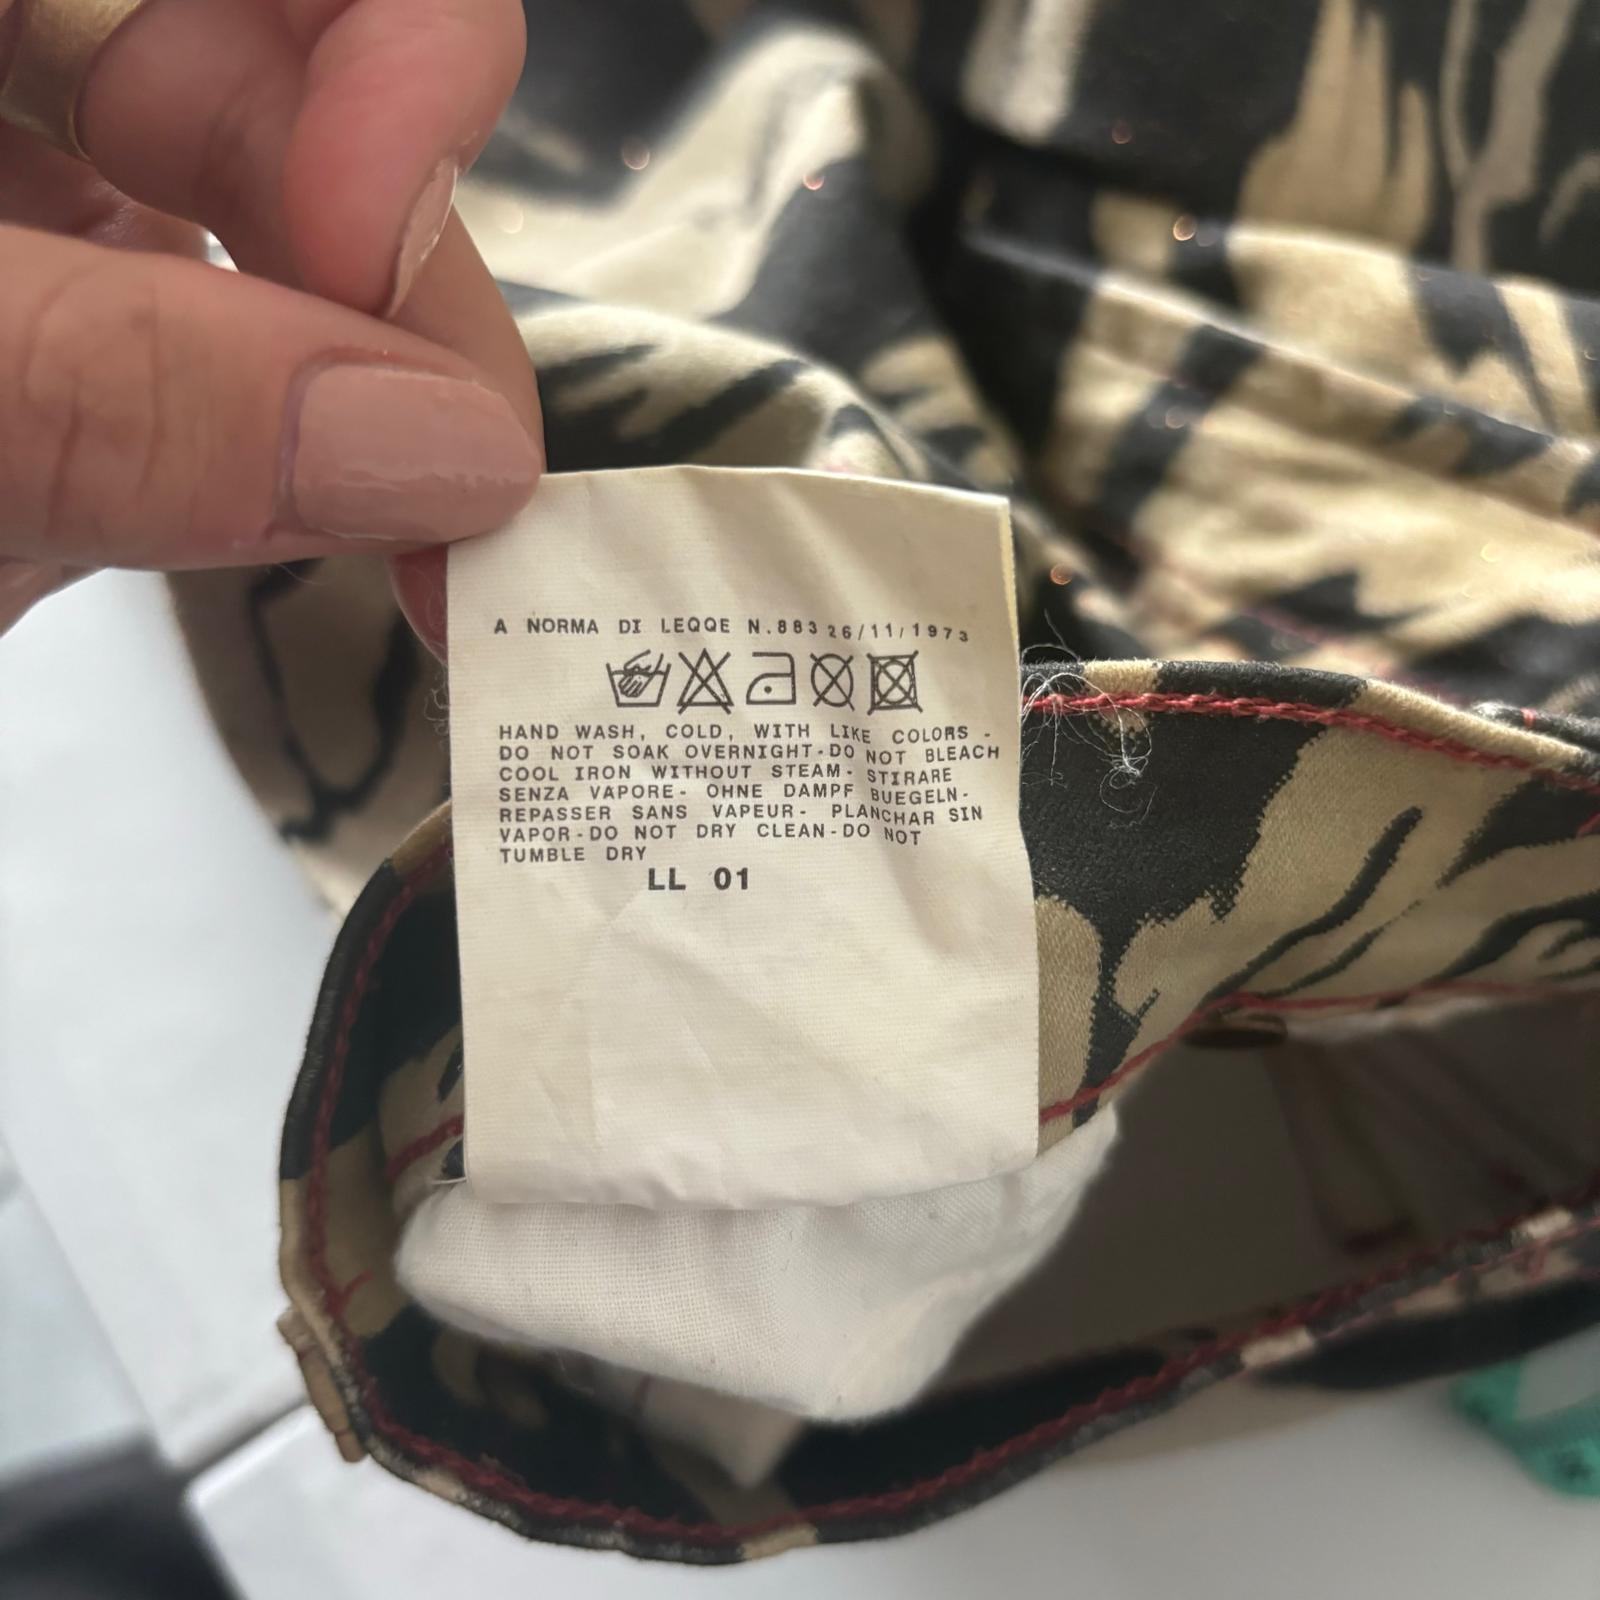 A NORMA DI LEQQE N.883 26/11/1973
HAND WASH, COLD, WITH LIKE COLORS -
DO NOT SOAK OVERNIGHT-DO NOT BLEACH
COOL IRON WITHOUT STEAM- STIRARE
SENZA VAPORE- OHNE DAMPF BUEGELN-
REPASSER SANS VAPEUR- PLANCHAR SIN
VAPOR-DO NOT DRY CLEAN-DO NOT
TUMBLE DRY
LL 01